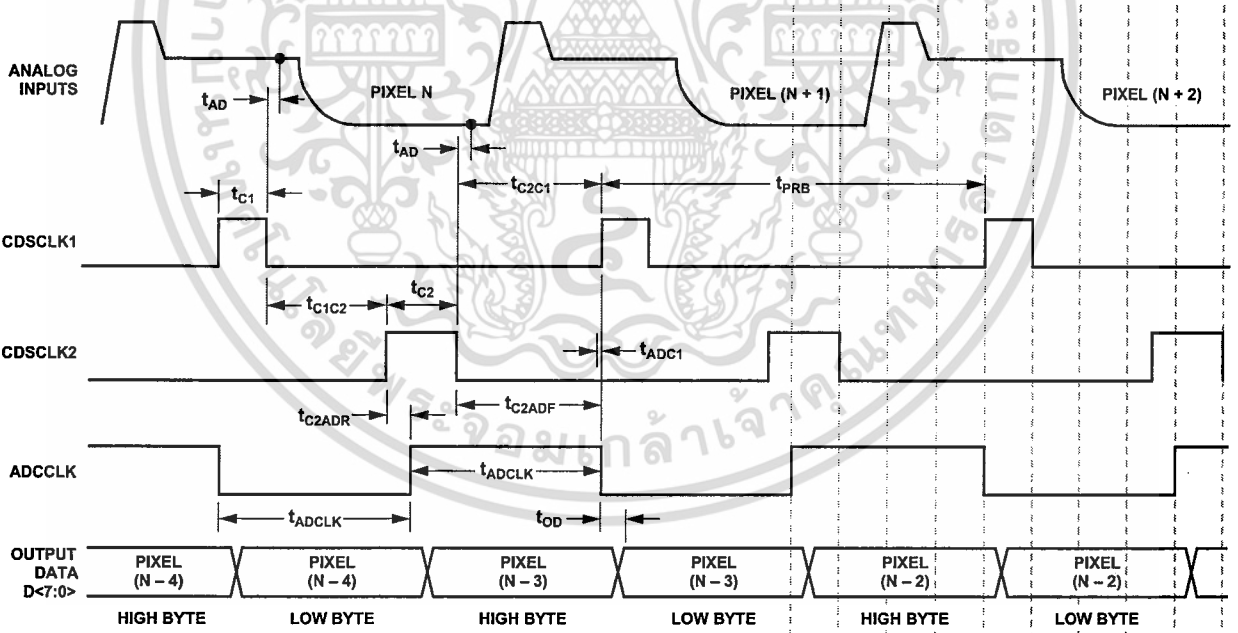 ANALOG
INPUTS
tAD
PIXEL N
PIXEL (N + 1)
PIXEL (N + 2)
tAD
tC1
tC2C1
tPRB
CDSCLK1
tC1C2
tC2
CDSCLK2
tADC1
tC2ADR
tC2ADF
ADCCLK
tADCLK
tADCLK
tOD
OUTPUT
DATA
D<7:0>
PIXEL
(N – 4)
PIXEL
(N – 4)
PIXEL
(N – 3)
PIXEL
(N – 3)
PIXEL
(N – 2)
PIXEL
(N – 2)
HIGH BYTE
LOW BYTE
HIGH BYTE
LOW BYTE
HIGH BYTE
LOW BYTE